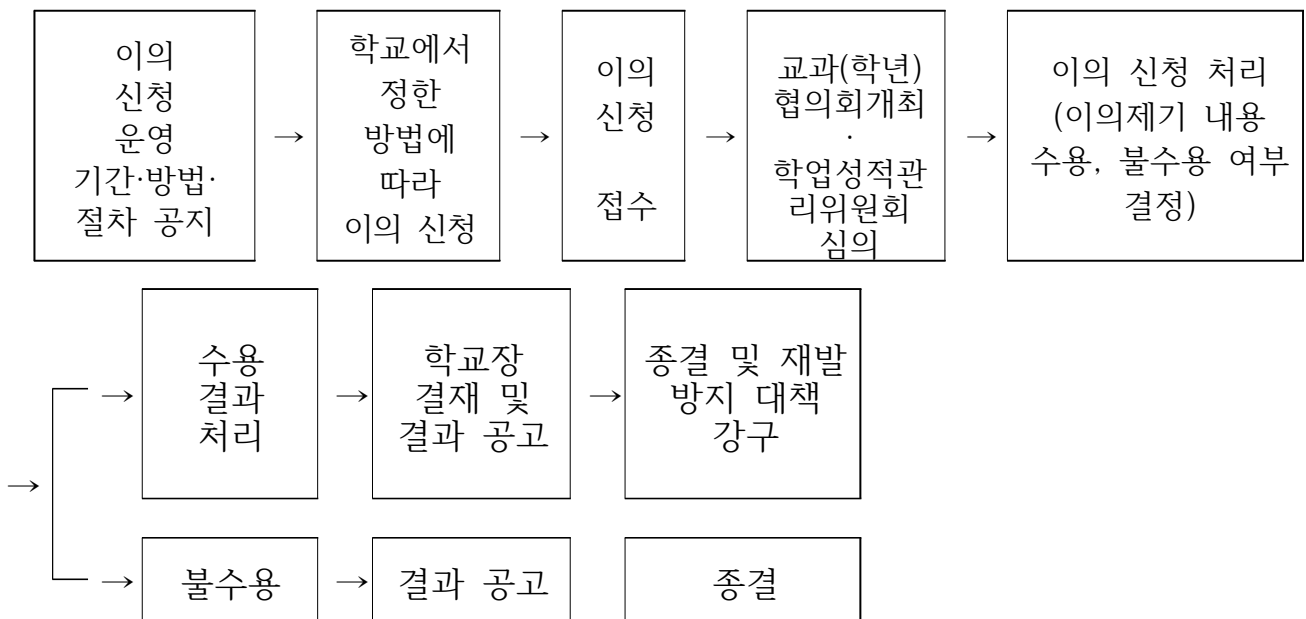 이의
신청
운영
기간·방법·
절차 공지
→
학교에서
정한
방법에
따라
이의 신청
→
이의
신청
접수
→
교과(학년)
협의회개최
·
학업성적관
리위원회
심의
→
이의 신청 처리
(이의제기 내용
수용, 불수용 여부
결정)
→
→
수용
결과
처리
→
학교장
결재 및
결과 공고
→
종결 및 재발
방지 대책
강구
→
불수용
→
결과 공고
종결